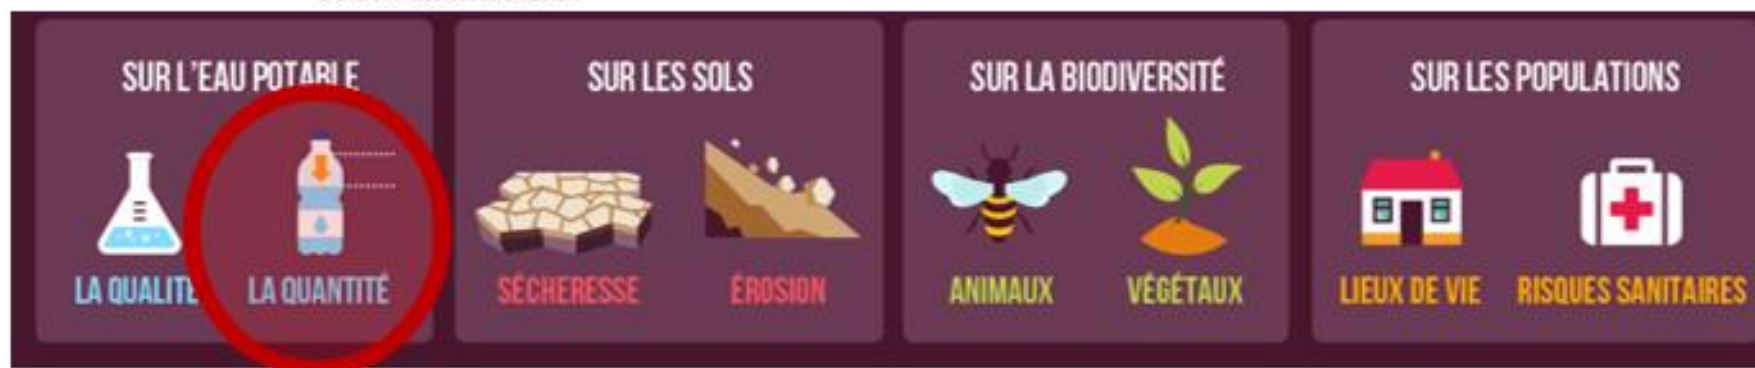 SUR L'EAU POTABLE
LA QUALITÉ
LA QUANTITÉ
SUR LES SOLS
SÉCHERESSE
ÉROSION
SUR LA BIODIVERSITÉ
ANIMAUX
VÉGÉTAUX
SUR LES POPULATIONS
LIEUX DE VIE
RISQUES SANITAIRES